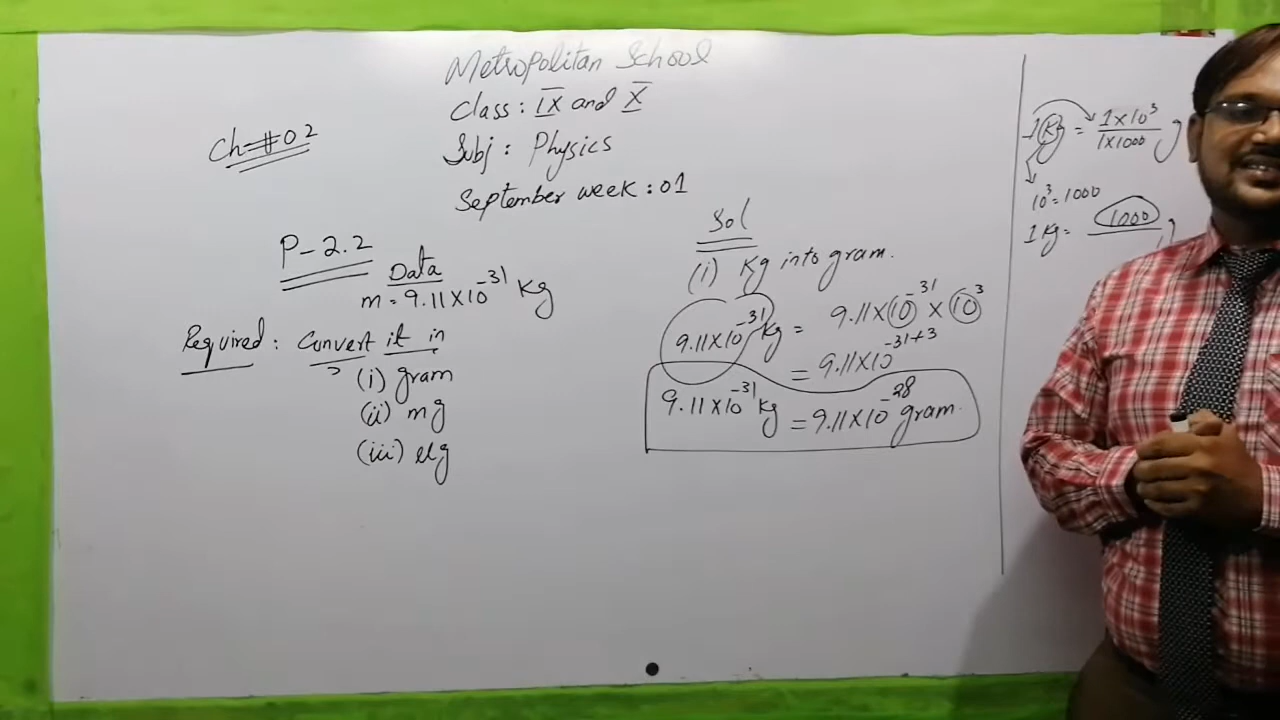 Metropolitan School
Class: IX and X
Ch-#02
Subj: Physics
September week: 01
P-2.2
Data
m = 9.11×10⁻³¹ Kg
Required: Convert it in
(i) gram
(ii) mg
(iii) µg
Sol
(i) Kg into gram.
9.11×10⁻³¹ Kg = 9.11×10⁻³¹×10³
= 9.11×10⁻³¹⁺³
9.11×10⁻³¹ Kg = 9.11×10⁻²⁸ gram.
1Kg = 1×10³ g
1×1000
10³=1000
1Kg = 1000